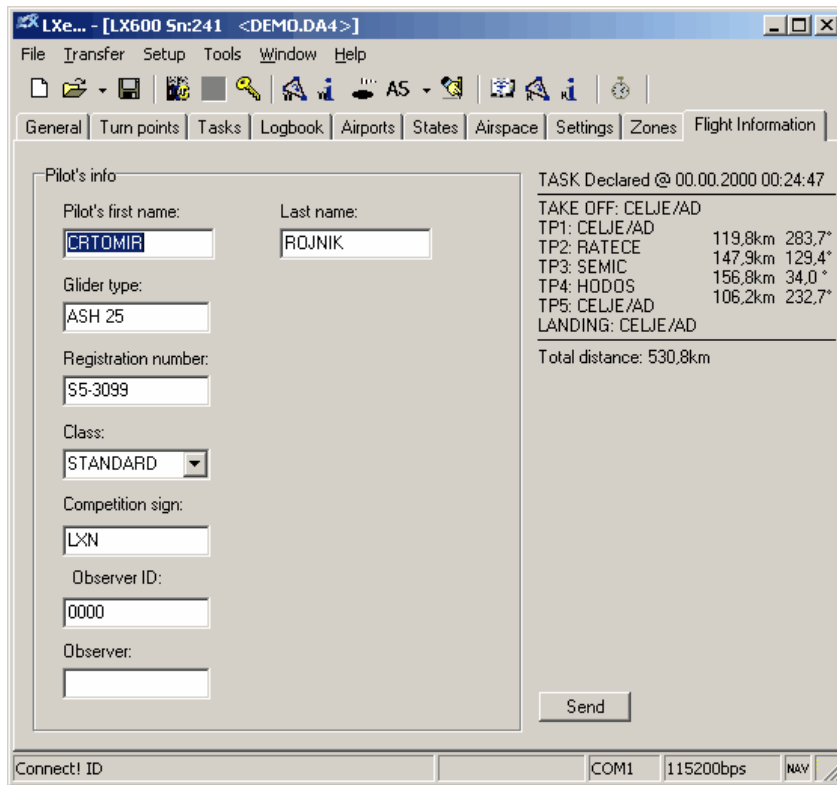 LXe... - [LX600 Sn:241 <DEMO.DA4>]
File Transfer Setup Tools Window Help
AS
General Turn points Tasks Logbook Airports States Airspace Settings Zones Flight Information
Pilot's info
Pilot's first name: Last name:
CRTOMIR ROJNIK
Glider type:
ASH 25
Registration number:
S5-3099
Class:
STANDARD
Competition sign:
LXN
Observer ID:
0000
Observer:
TASK Declared @ 00.00.2000 00:24:47
TAKE OFF: CELJE/AD
TP1: CELJE/AD
119,8km 283,7°
TP2: RATECE
147,9km 129,4°
TP3: SEMIC
156,8km 34,0 °
TP4: HODOS
106,2km 232,7°
TP5: CELJE/AD
LANDING: CELJE/AD
Total distance: 530,8km
Send
Connect! ID COM1 115200bps NAV